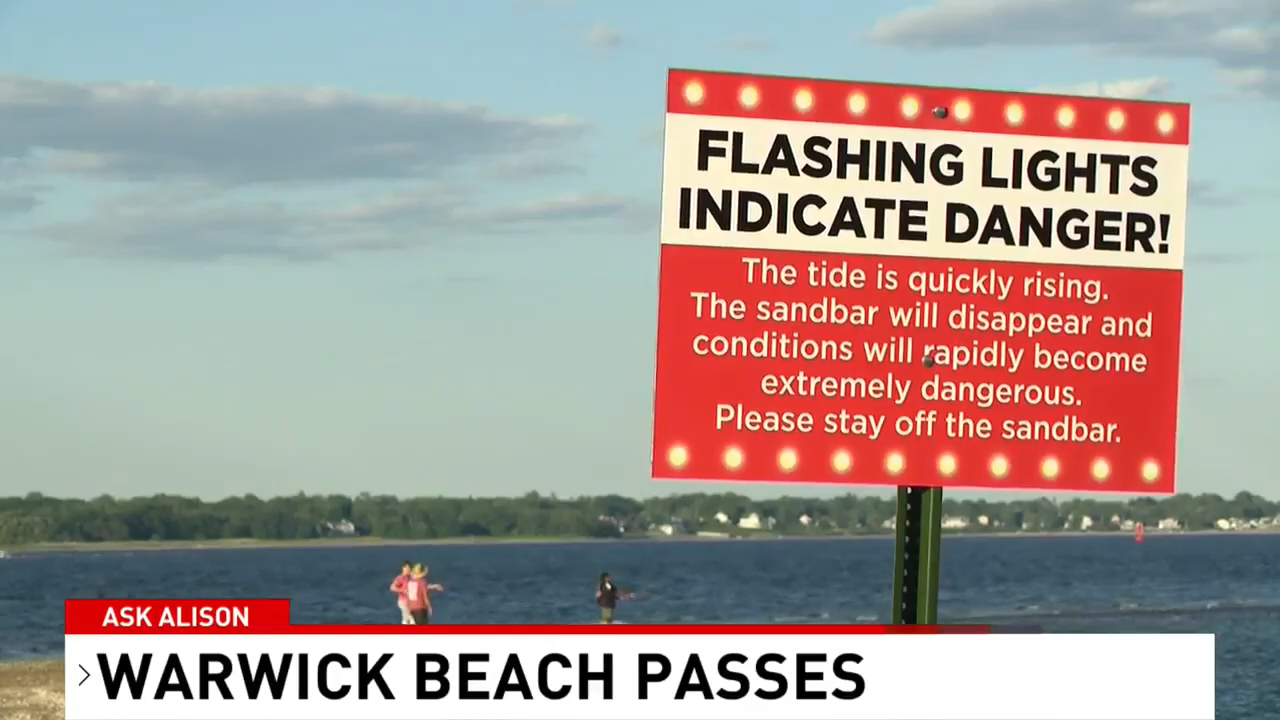 FLASHING LIGHTS
INDICATE DANGER!
The tide is quickly rising.
The sandbar will disappear and
conditions will rapidly become
extremely dangerous.
Please stay off the sandbar.
ASK ALISON
WARWICK BEACH PASSES